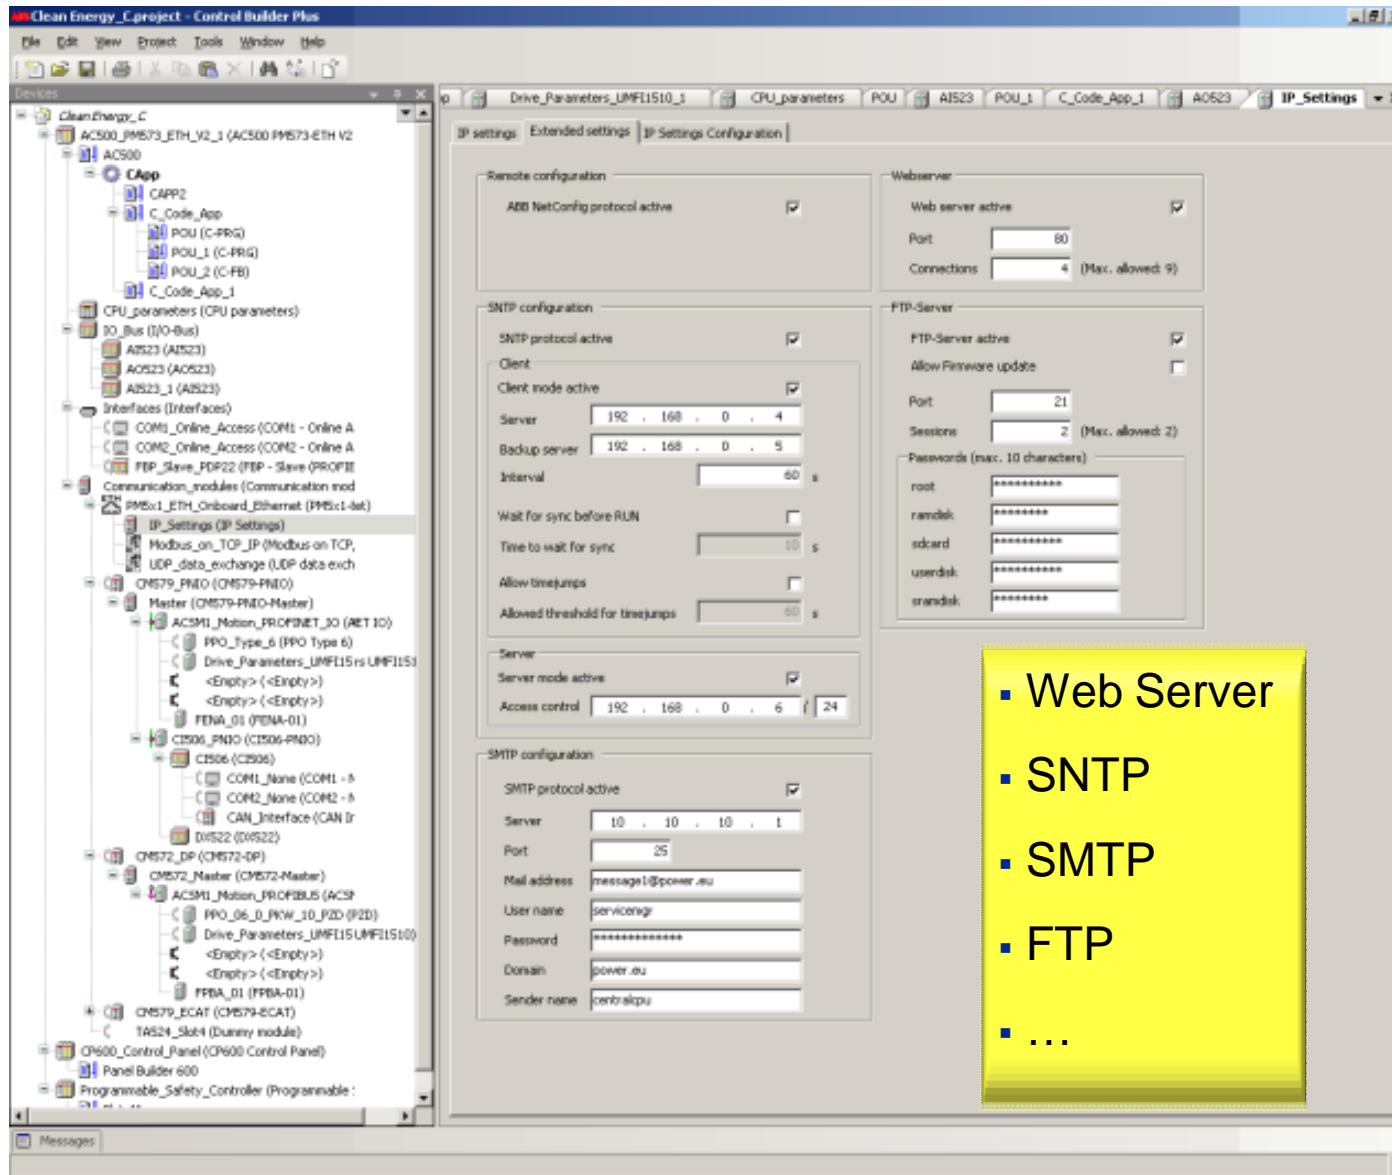 ABB Clean Energy_C.project - Control Builder Plus
File Edit View Project Tools Window Help
Devices
Clean Energy_C
AC500_PM573_ETH_V2_1 (AC500 PM573-ETH V2
AC500
CApp
CAPP2
C_Code_App
POU (C-PRG)
POU_1 (C-PRG)
POU_2 (C-FB)
C_Code_App_1
CPU_parameters (CPU parameters)
IO_Bus (I/O-Bus)
AI523 (AI523)
AO523 (AO523)
AI523_1 (AI523)
Interfaces (Interfaces)
COM1_Online_Access (COM1 - Online A
COM2_Online_Access (COM2 - Online A
FBP_Slave_PDP22 (FBP - Slave (PROFIB
Communication_modules (Communication mod
PM5x1_ETH_Onboard_Ethernet (PM5x1-Eet)
IP_Settings (IP Settings)
Modbus_on_TCP_IP (Modbus on TCP,
UDP_data_exchange (UDP data exch
CM579_PNIO (CM579-PNIO)
Master (CM579-PNIO-Master)
ACSM1_Motion_PROFINET_IO (AET IO)
PPO_Type_6 (PPO Type 6)
Drive_Parameters_UMFI15rs UMFI151
<Empty> (<Empty>)
<Empty> (<Empty>)
FENA_01 (FENA-01)
CI506_PNIO (CI506-PNIO)
CI506 (CI506)
COM1_None (COM1 - N
COM2_None (COM2 - N
CAN_Interface (CAN Ir
DX522 (DX522)
CM572_DP (CM572-DP)
CM572_Master (CM572-Master)
ACSM1_Motion_PROFIBUS (ACSM
PPO_06_0_PKW_10_PZD (PZD)
Drive_Parameters_UMFI15UMFI1510)
<Empty> (<Empty>)
<Empty> (<Empty>)
FPBA_01 (FPBA-01)
CM579_ECAT (CM579-ECAT)
TA524_Slot4 (Dummy module)
CP600_Control_Panel (CP600 Control Panel)
Panel Builder 600
Programmable_Safety_Controller (Programmable :
Messages
Drive_Parameters_UMFI1510_1 CPU_parameters POU AI523 POU_1 C_Code_App_1 AO523 IP_Settings
IP settings Extended settings IP Settings Configuration
Remote configuration
ABB NetConfig protocol active
SNTP configuration
SNTP protocol active
Client
Client mode active
Server 192 . 168 . 0 . 4
Backup server 192 . 168 . 0 . 5
Interval 60 s
Wait for sync before RUN
Time to wait for sync 10 s
Allow timejumps
Allowed threshold for timejumps 60 s
Server
Server mode active
Access control 192 . 168 . 0 . 6 / 24
SMTP configuration
SMTP protocol active
Server 10 . 10 . 10 . 1
Port 25
Mail address message1@power.eu
User name servicemgr
Password *************
Domain power.eu
Sender name centralcpu
Webserver
Web server active
Port 80
Connections 4 (Max. allowed: 9)
FTP-Server
FTP-Server active
Allow Firmware update
Port 21
Sessions 2 (Max. allowed: 2)
Passwords (max. 10 characters)
root **********
ramdisk ********
sdcard **********
userdisk **********
sramdisk ********
▪ Web Server
▪ SNTP
▪ SMTP
▪ FTP
▪ …